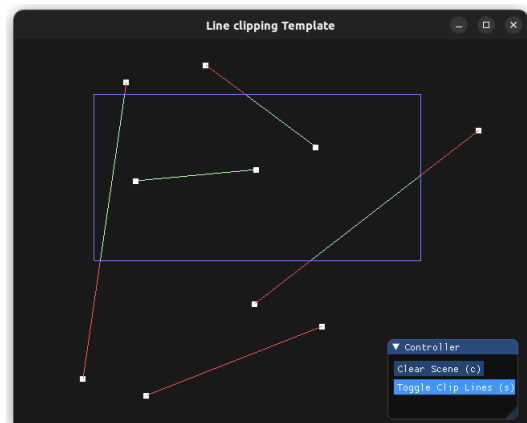 Line clipping Template
▼ Controller
Clear Scene (c)
Toggle Clip Lines (s)